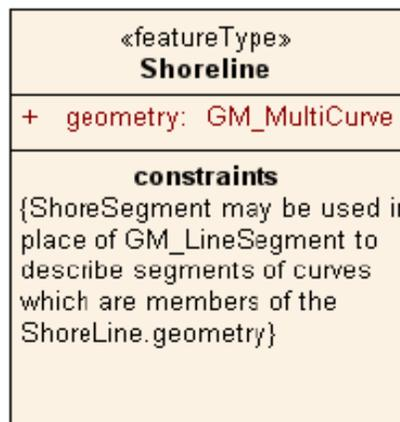 «featureType»
Shoreline
+ geometry: GM_MultiCurve
constraints
{ShoreSegment may be used in
place of GM_LineSegment to
describe segments of curves
which are members of the
ShoreLine.geometry}